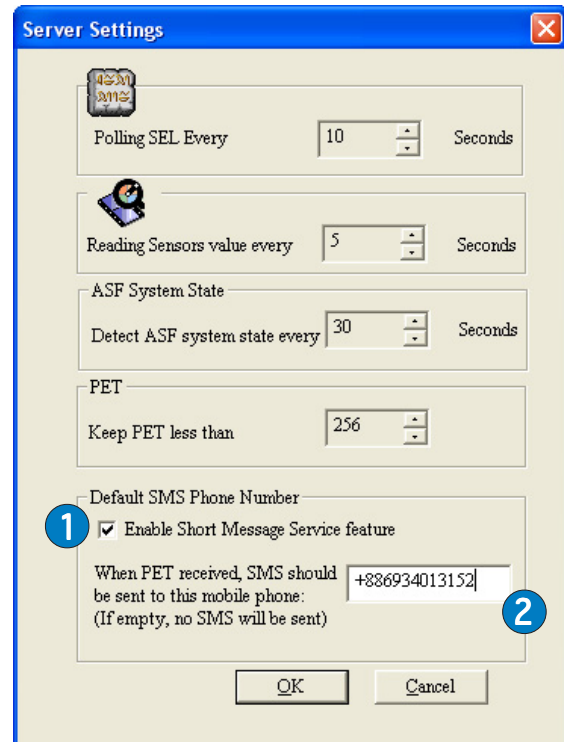 Server Settings
Polling SEL Every 10 Seconds
Reading Sensors value every 5 Seconds
ASF System State
Detect ASF system state every 30 Seconds
PET
Keep PET less than 256
Default SMS Phone Number
1 Enable Short Message Service feature
When PET received, SMS should
be sent to this mobile phone:
(If empty, no SMS will be sent)
+886934013152
2
OK Cancel